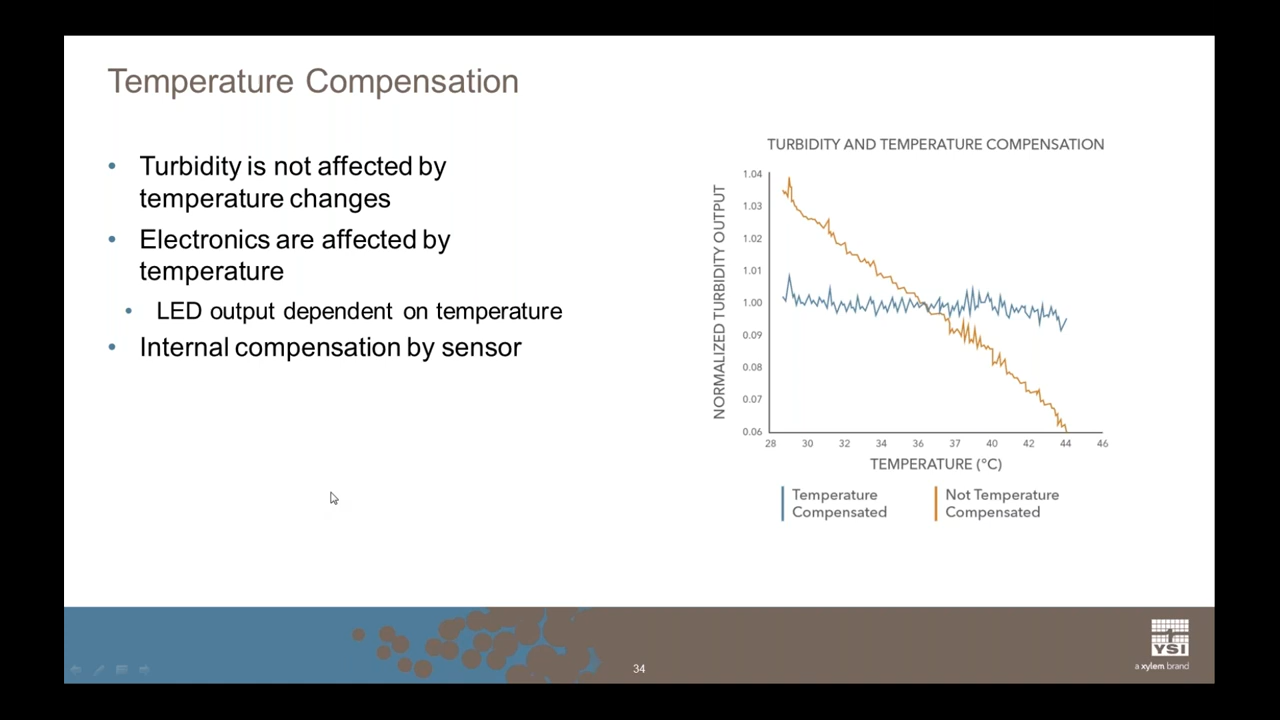 Temperature Compensation
Turbidity is not affected by
temperature changes
Electronics are affected by
temperature
LED output dependent on temperature
Internal compensation by sensor
TURBIDITY AND TEMPERATURE COMPENSATION
NORMALIZED TURBIDITY OUTPUT
1.04
1.03
1.02
1.01
1.00
0.09
0.08
0.07
0.06
28 30 32 34 36 37 40 42 44 46
TEMPERATURE (°C)
Temperature
Compensated
Not Temperature
Compensated
34
YSI
a xylem brand